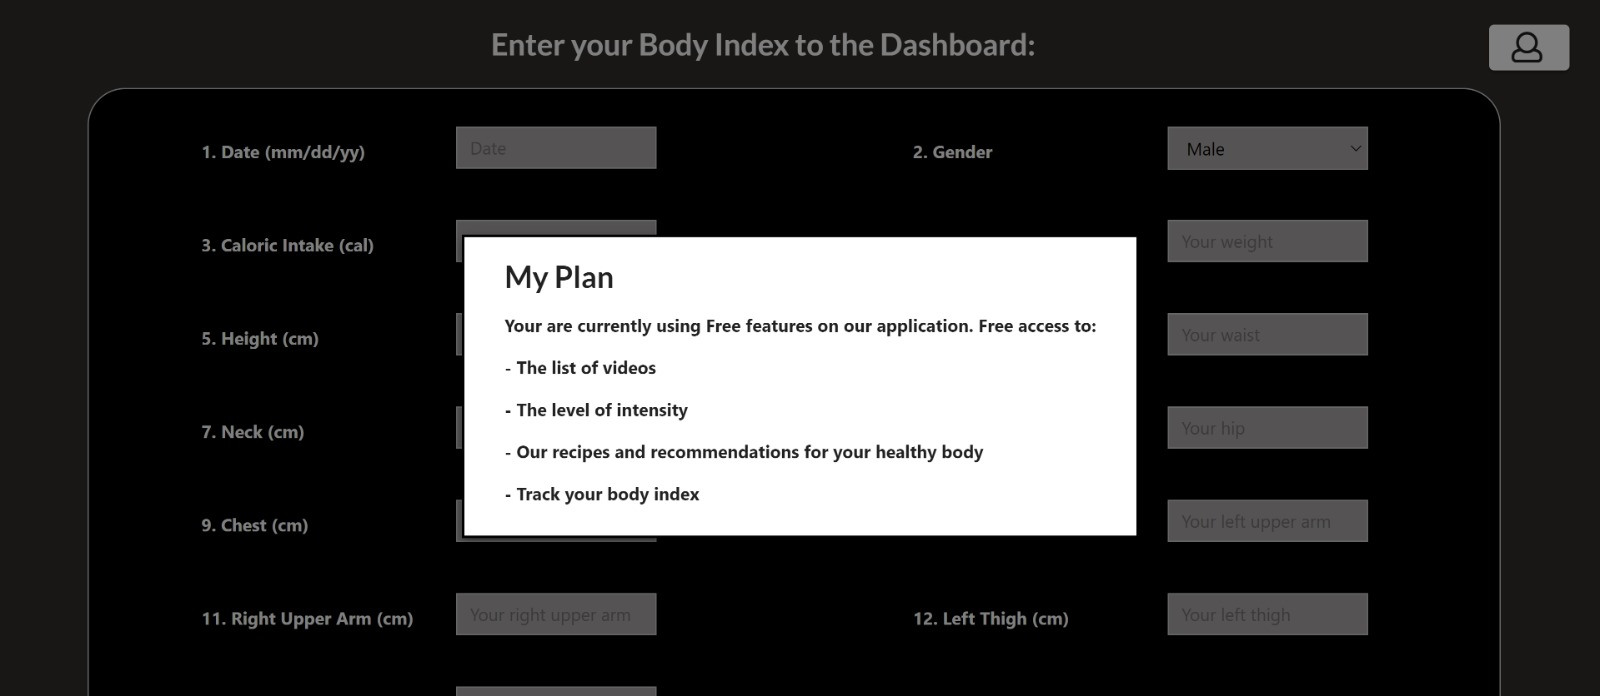 Enter your Body Index to the Dashboard:
1. Date (mm/dd/yy)
Date
2. Gender
Male
3. Caloric Intake (cal)
Your weight
My Plan
Your are currently using Free features on our application. Free access to:
- The list of videos
- The level of intensity
- Our recipes and recommendations for your healthy body
- Track your body index
5. Height (cm)
Your waist
7. Neck (cm)
Your hip
9. Chest (cm)
Your left upper arm
11. Right Upper Arm (cm)
Your right upper arm
12. Left Thigh (cm)
Your left thigh